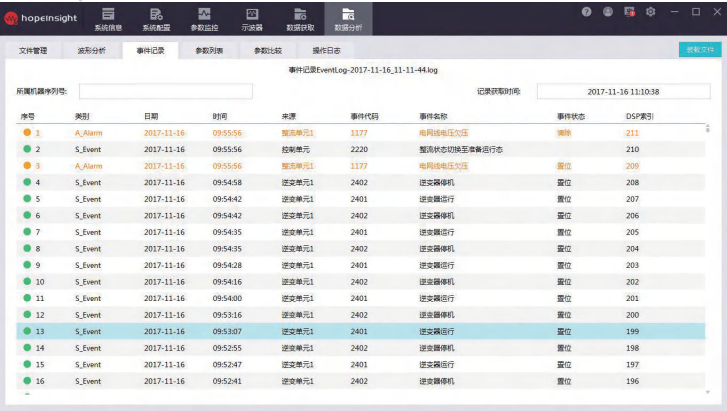 hopeInsight 系统信息 系统配置 参数监控 示波器 数据获取 数据分析
文件管理 波形分析 事件记录 参数列表 参数比较 操作日志 装载文件
事件记录EventLog-2017-11-16_11-11-44.log
所属机器序列号: 记录获取时间: 2017-11-16 11:10:38
序号 类别 日期 时间 来源 事件代码 事件名称 事件状态 DSP索引
1 A_Alarm 2017-11-16 09:55:56 整流单元1 1177 电网线电压欠压 清除 211
2 S_Event 2017-11-16 09:55:56 控制单元 2220 整流状态切换至准备运行态 210
3 A_Alarm 2017-11-16 09:55:56 整流单元1 1177 电网线电压欠压 置位 209
4 S_Event 2017-11-16 09:54:58 逆变单元1 2402 逆变器停机 置位 208
5 S_Event 2017-11-16 09:54:42 逆变单元1 2401 逆变器运行 置位 207
6 S_Event 2017-11-16 09:54:42 逆变单元1 2402 逆变器停机 置位 206
7 S_Event 2017-11-16 09:54:35 逆变单元1 2401 逆变器运行 置位 205
8 S_Event 2017-11-16 09:54:35 逆变单元1 2402 逆变器停机 置位 204
9 S_Event 2017-11-16 09:54:28 逆变单元1 2401 逆变器运行 置位 203
10 S_Event 2017-11-16 09:54:16 逆变单元1 2402 逆变器停机 置位 202
11 S_Event 2017-11-16 09:54:00 逆变单元1 2401 逆变器运行 置位 201
12 S_Event 2017-11-16 09:53:16 逆变单元1 2402 逆变器停机 置位 200
13 S_Event 2017-11-16 09:53:07 逆变单元1 2401 逆变器运行 置位 199
14 S_Event 2017-11-16 09:52:55 逆变单元1 2402 逆变器停机 置位 198
15 S_Event 2017-11-16 09:52:47 逆变单元1 2401 逆变器运行 置位 197
16 S_Event 2017-11-16 09:52:41 逆变单元1 2402 逆变器停机 置位 196